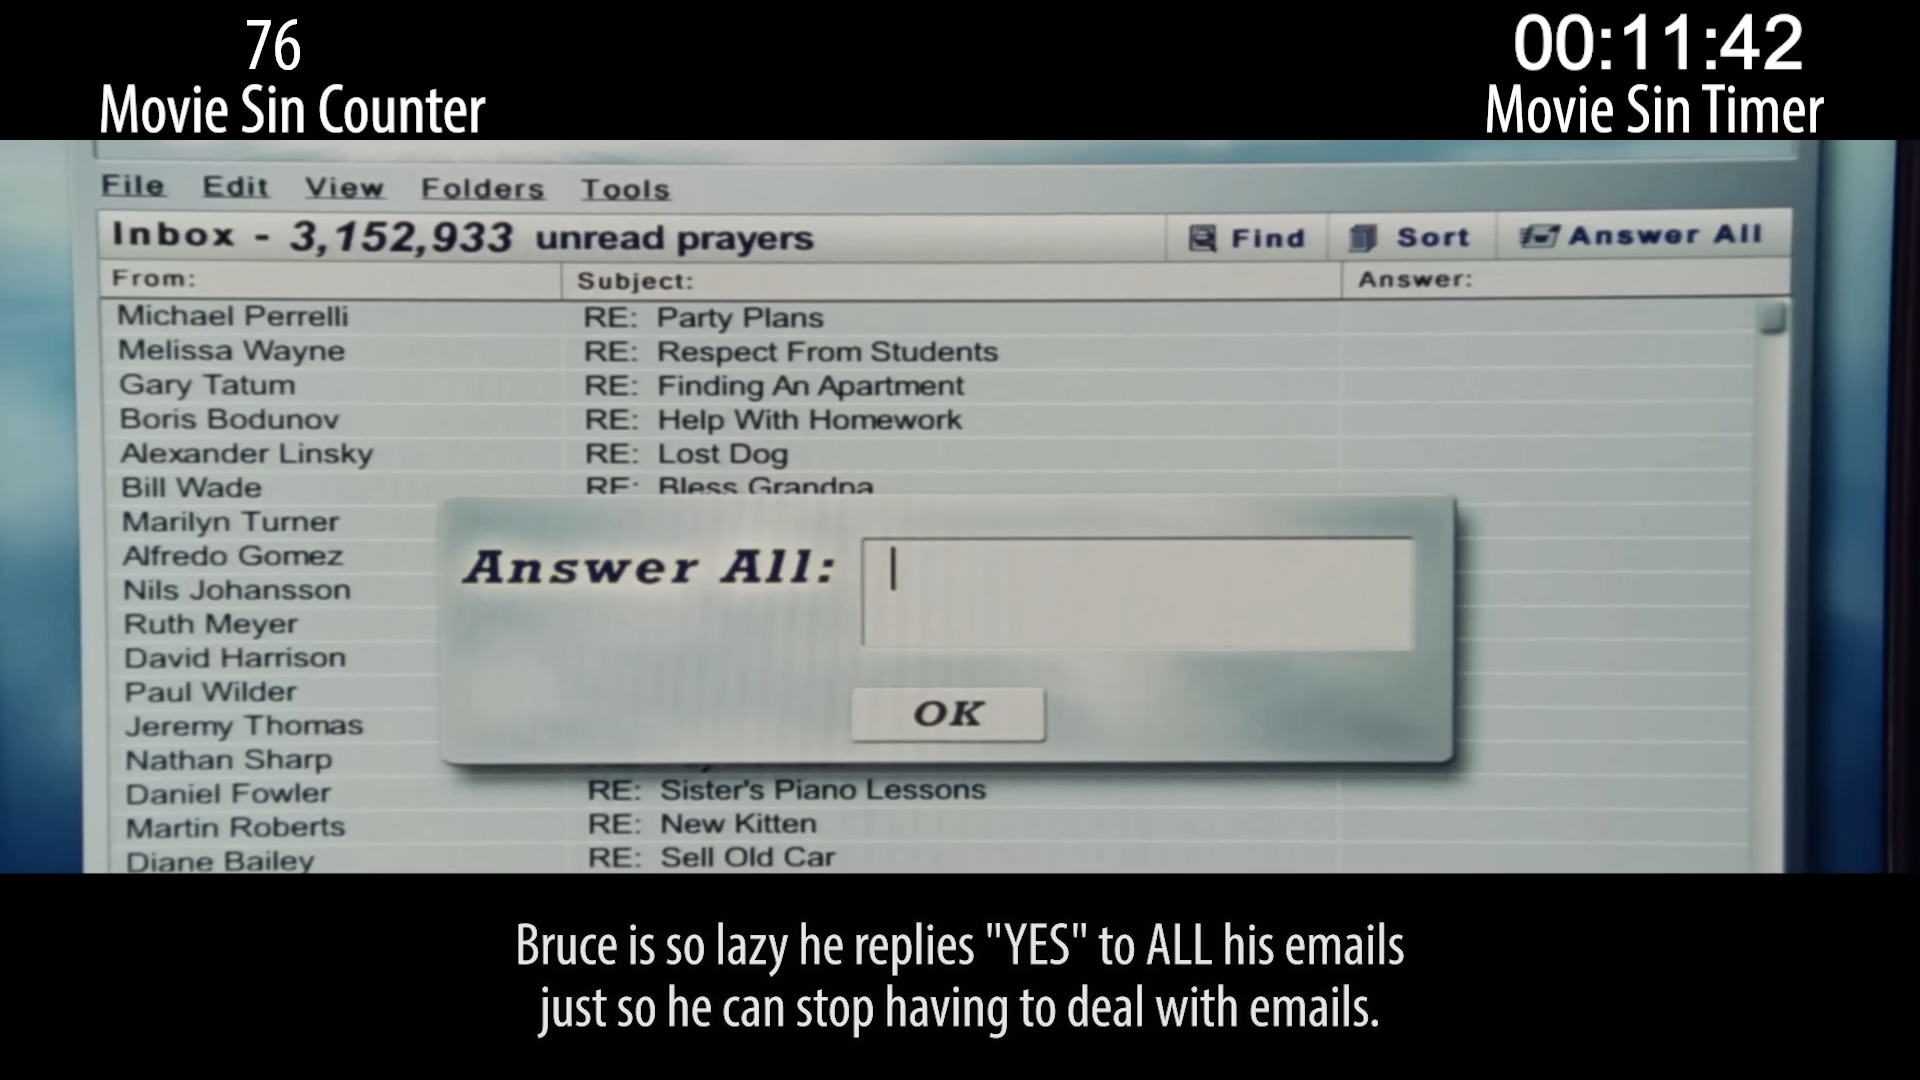 76
Movie Sin Counter
00:11:42
Movie Sin Timer
File Edit View Folders Tools
Inbox - 3,152,933 unread prayers Find Sort Answer All
From: Subject: Answer:
Michael Perrelli RE: Party Plans
Melissa Wayne RE: Respect From Students
Gary Tatum RE: Finding An Apartment
Boris Bodunov RE: Help With Homework
Alexander Linsky RE: Lost Dog
Bill Wade RE: Bless Grandpa
Marilyn Turner
Alfredo Gomez
Nils Johansson
Ruth Meyer
David Harrison
Paul Wilder
Jeremy Thomas
Nathan Sharp
Answer All:
OK
Daniel Fowler RE: Sister's Piano Lessons
Martin Roberts RE: New Kitten
Diane Bailey RE: Sell Old Car
Bruce is so lazy he replies "YES" to ALL his emails
just so he can stop having to deal with emails.